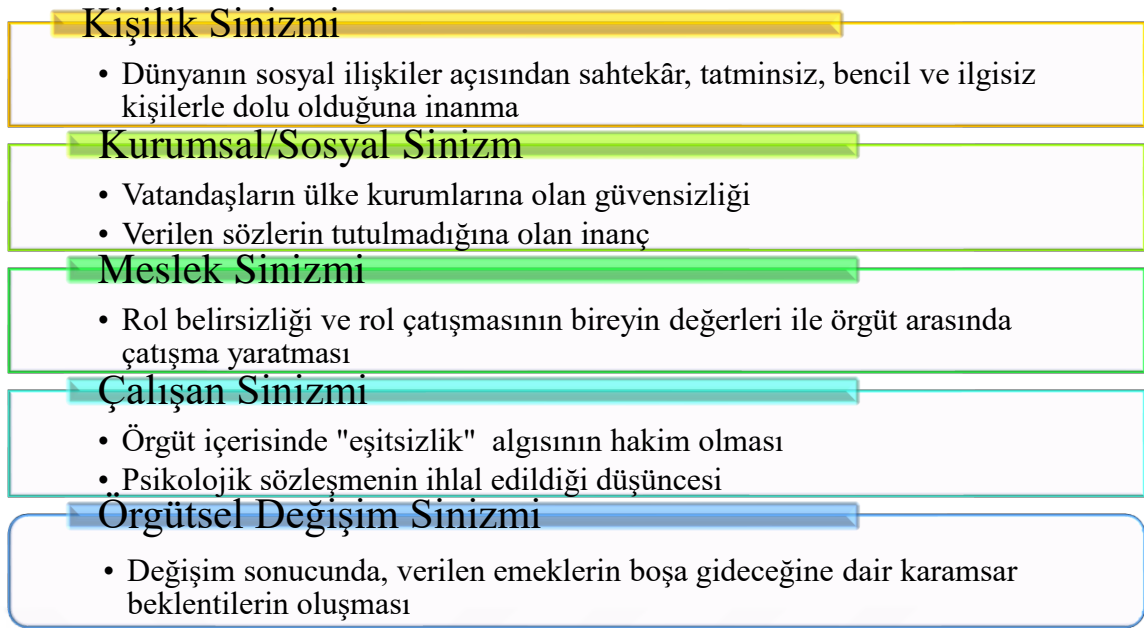 Kişilik Sinizmi
• Dünyanın sosyal ilişkiler açısından sahtekâr, tatminsiz, bencil ve ilgisiz
kişilerle dolu olduğuna inanma
Kurumsal/Sosyal Sinizm
• Vatandaşların ülke kurumlarına olan güvensizliği
• Verilen sözlerin tutulmadığına olan inanç
Meslek Sinizmi
• Rol belirsizliği ve rol çatışmasının bireyin değerleri ile örgüt arasında
çatışma yaratması
Çalışan Sinizmi
• Örgüt içerisinde "eşitsizlik" algısının hakim olması
• Psikolojik sözleşmenin ihlal edildiği düşüncesi
Örgütsel Değişim Sinizmi
• Değişim sonucunda, verilen emeklerin boşa gideceğine dair karamsar
beklentilerin oluşması